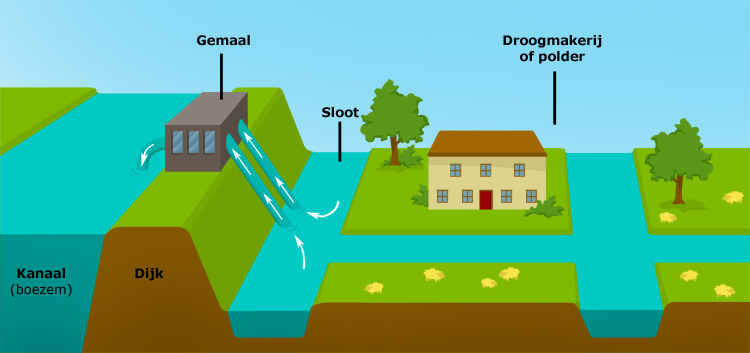 Gemaal
Droogmakerij
of polder
Sloot
Kanaal
(boezem)
Dijk